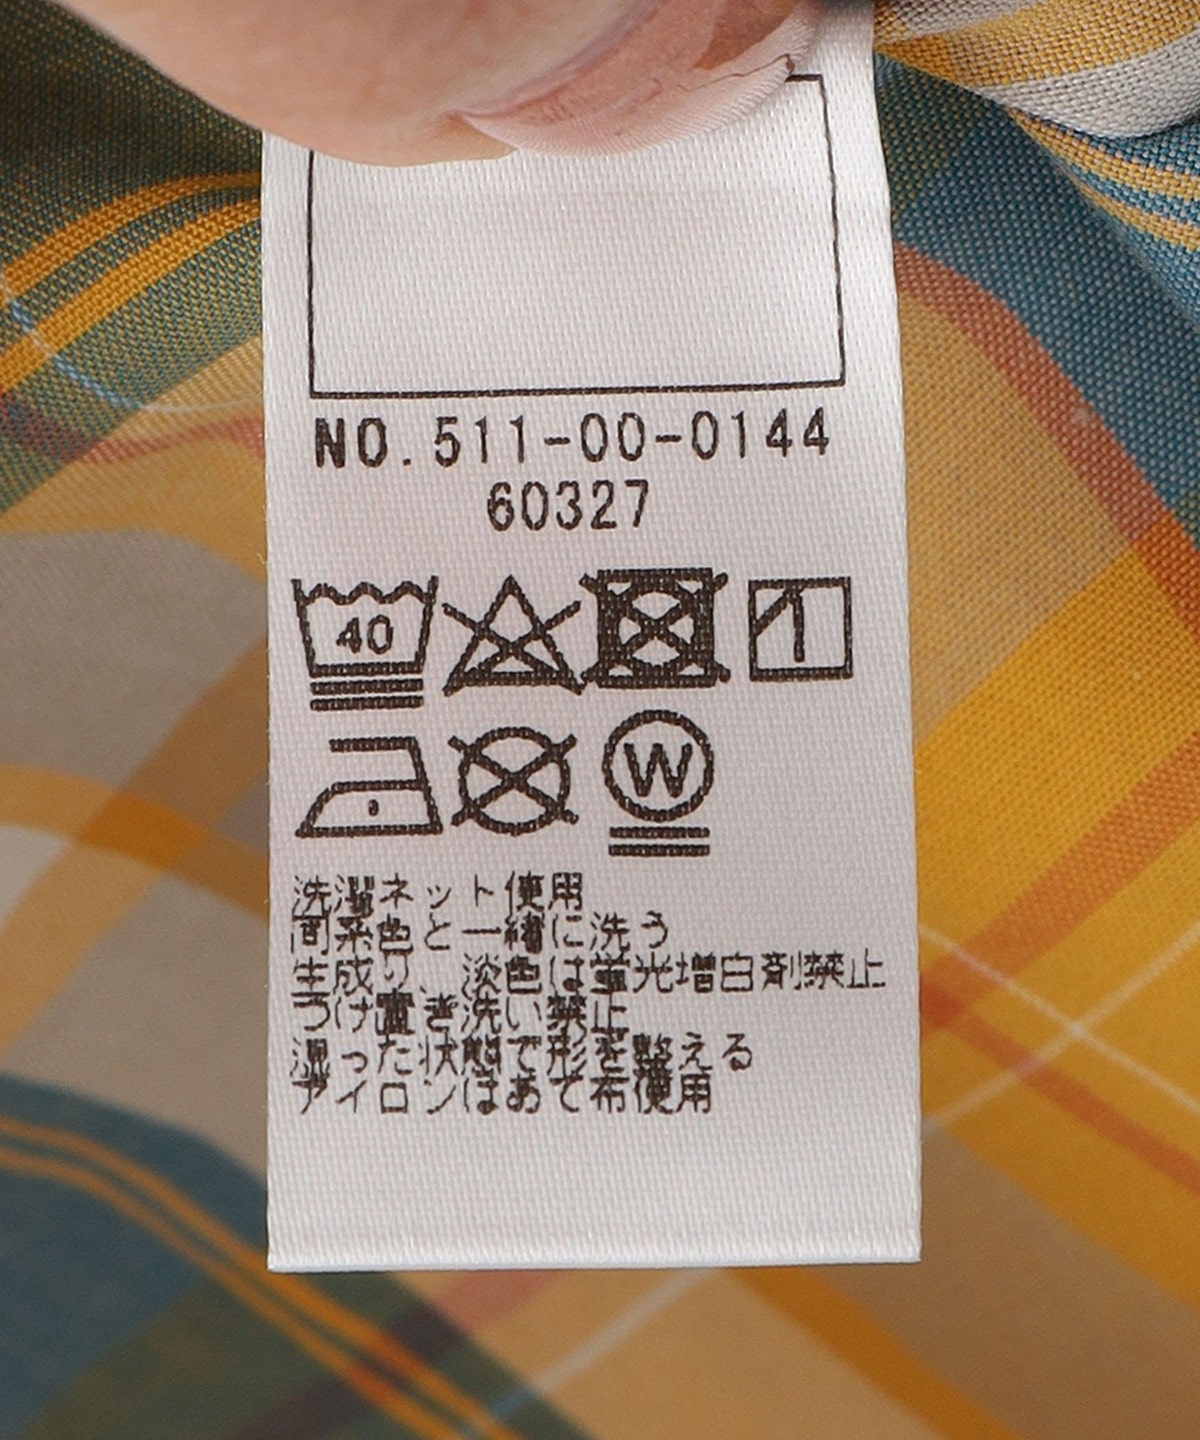 NO.511-00-0144
60327
40
W
洗濯ネット使用
同系色と一緒に洗う
生成り、淡色は蛍光増白剤禁止
つけ置き洗い禁止
湿った状態で形を整える
アイロンはあて布使用